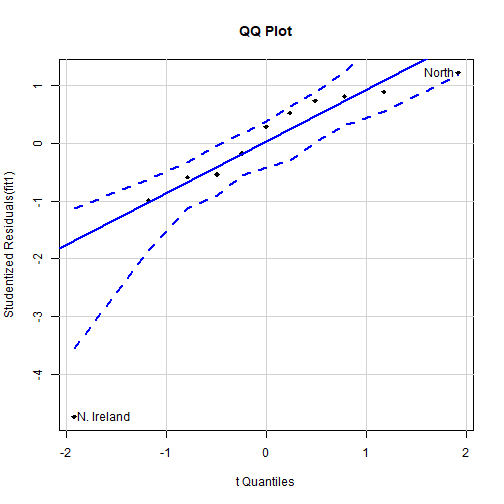 QQ Plot
Studentized Residuals(fit1)
1
0
-1
-2
-3
-4
North
N. Ireland
-2
-1
0
1
2
t Quantiles